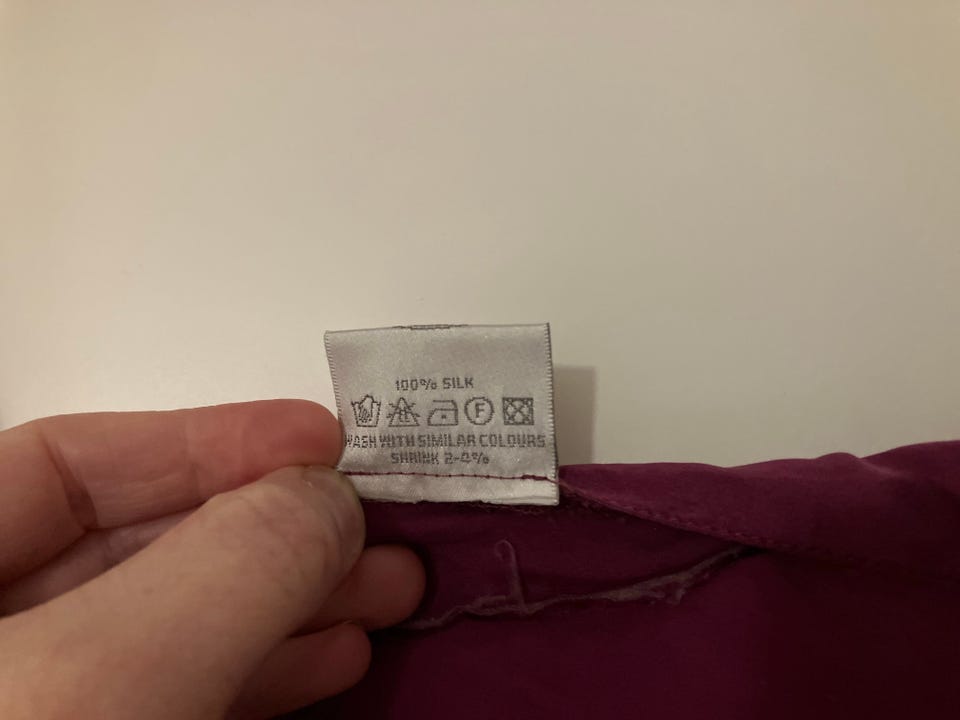 100% SILK
F
WASH WITH SIMILAR COLOURS
SHRINK 2-4%